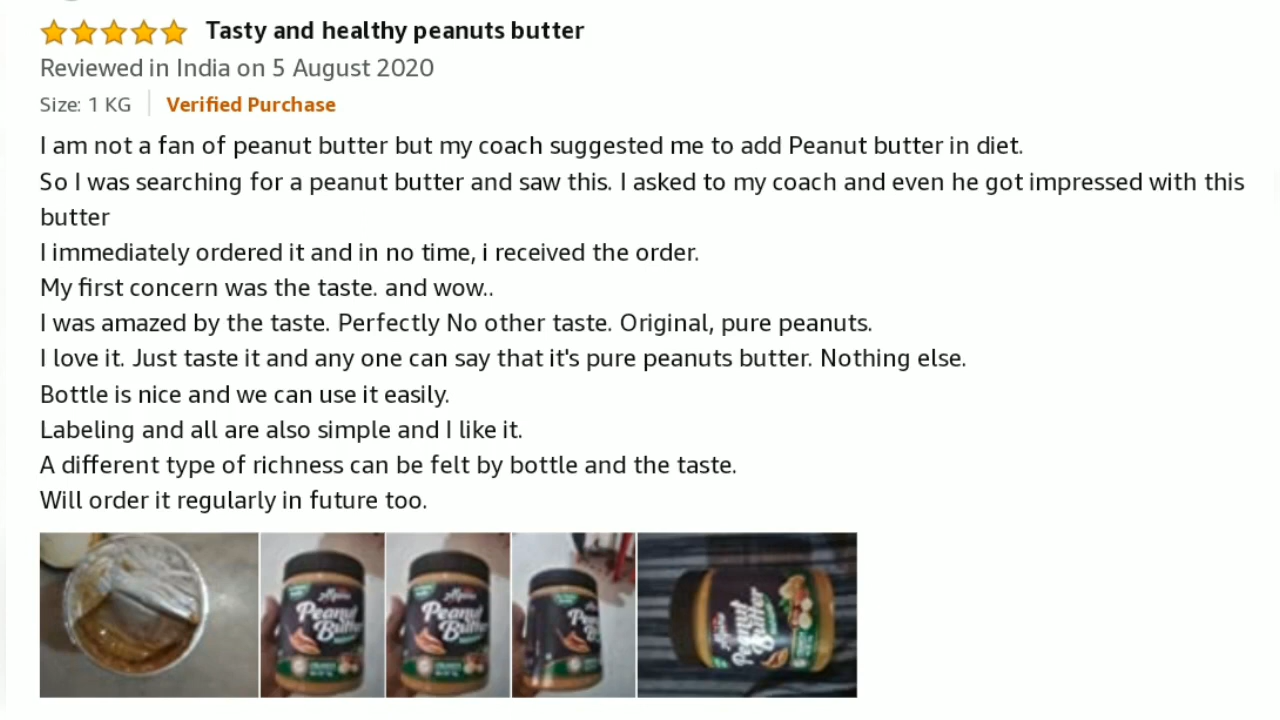 Tasty and healthy peanuts butter
Reviewed in India on 5 August 2020
Size: 1 KG | Verified Purchase
I am not a fan of peanut butter but my coach suggested me to add Peanut butter in diet.
So I was searching for a peanut butter and saw this. I asked to my coach and even he got impressed with this
butter
I immediately ordered it and in no time, i received the order.
My first concern was the taste. and wow..
I was amazed by the taste. Perfectly No other taste. Original, pure peanuts.
I love it. Just taste it and any one can say that it's pure peanuts butter. Nothing else.
Bottle is nice and we can use it easily.
Labeling and all are also simple and I like it.
A different type of richness can be felt by bottle and the taste.
Will order it regularly in future too.
Peanut
Butter
Peanut
Butter
Peanut
Butter